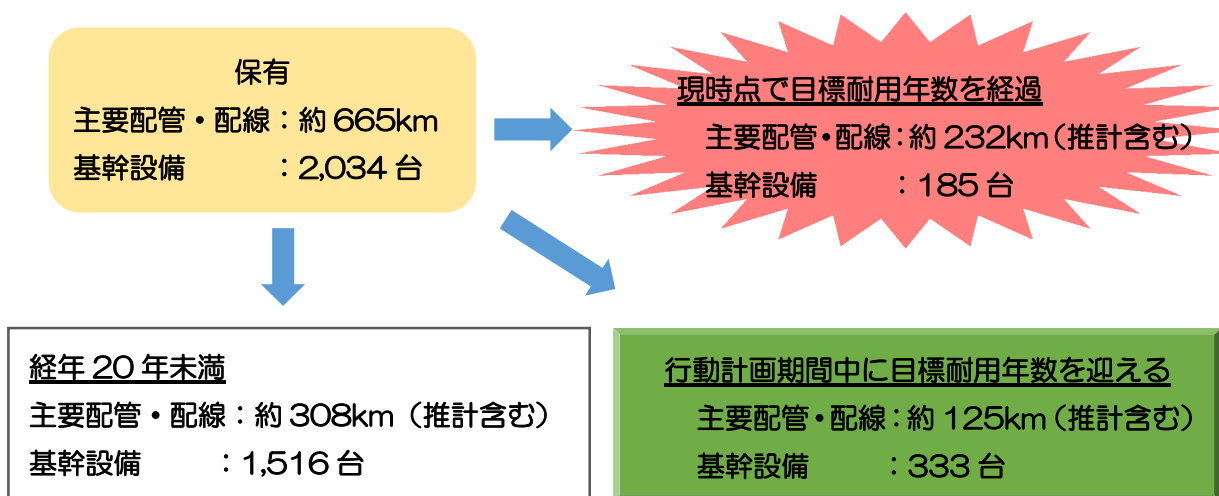 保有
主要配管・配線：約 665km
基幹設備　　　：2,034 台
現時点で目標耐用年数を経過
主要配管・配線：約 232km（推計含む）
基幹設備　　　：185 台
経年 20 年未満
主要配管・配線：約 308km（推計含む）
基幹設備　　　：1,516 台
行動計画期間中に目標耐用年数を迎える
主要配管・配線：約 125km（推計含む）
基幹設備　　　：333 台